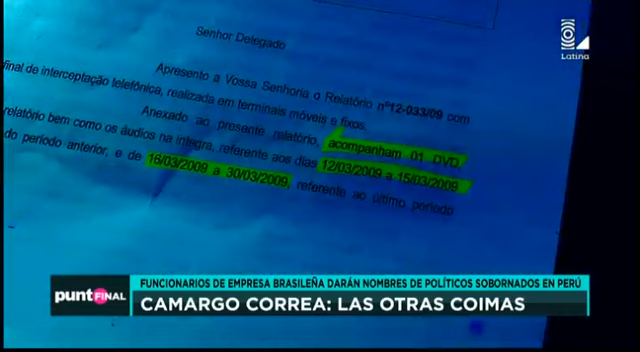 Senhor Delegado
Latina
Apresento a Vossa Senhoria o Relatório nº12-033/09 com
final de interceptação telefônica, realizada em terminais móveis e fixos.
Anexado ao presente relatório, acompanham 01 DVD,
relatório bem como os áudios na íntegra, referente aos dias 12/03/2009 a 15/03/2009
do período anterior, e de 16/03/2009 a 30/03/2009, referente ao último período
FUNCIONARIOS DE EMPRESA BRASILEÑA DARÁN NOMBRES DE POLÍTICOS SOBORNADOS EN PERÚ
punto FINAL
CAMARGO CORREA: LAS OTRAS COIMAS